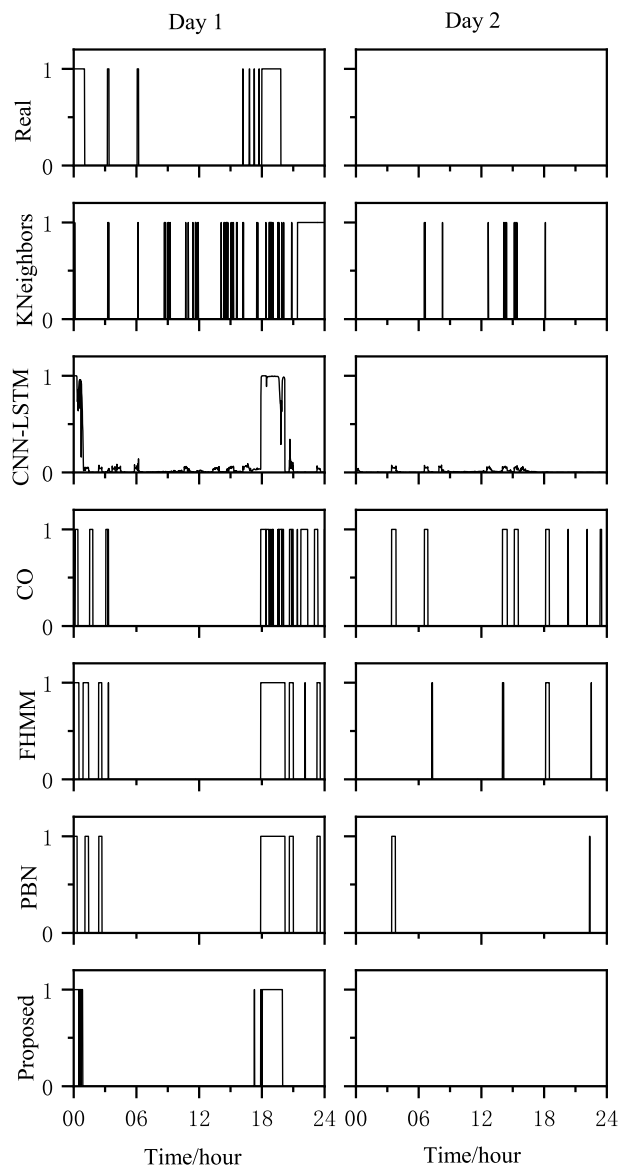 Day 1 Day 2
Real 1 0
KNeighbors 1 0
CNN-LSTM 1 0
CO 1 0
FHMM 1 0
PBN 1 0
Proposed 1 0
00 06 12 18 24 00 06 12 18 24
Time/hour Time/hour